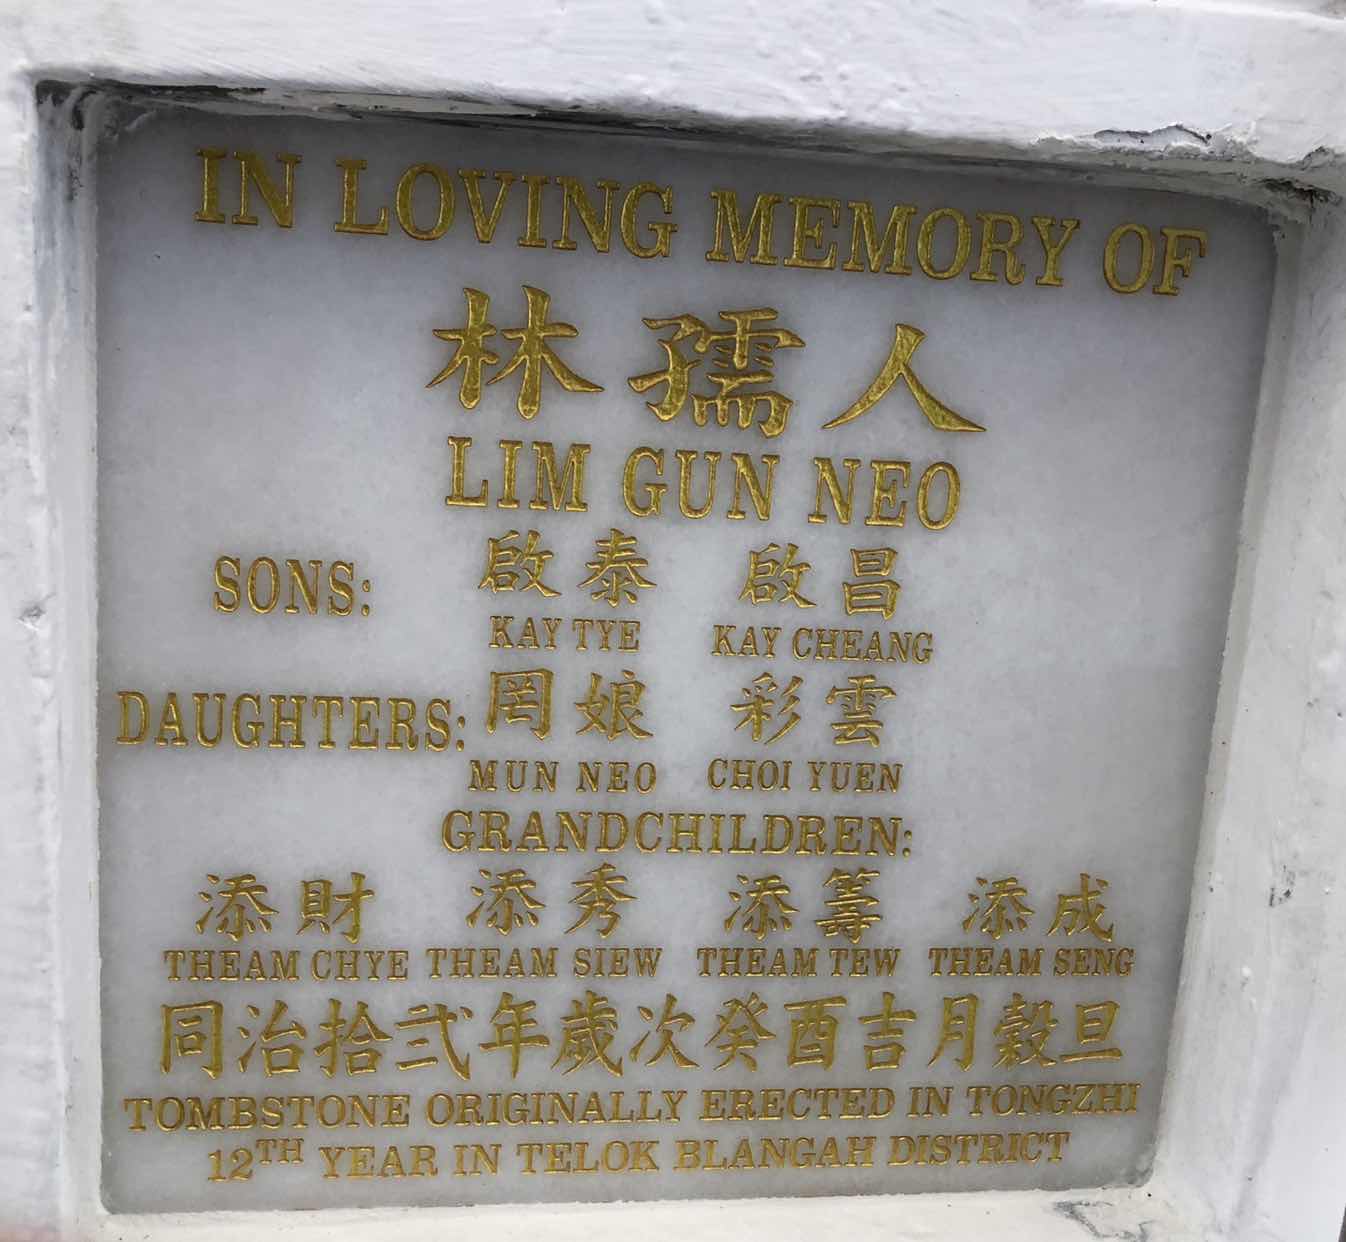 IN LOVING MEMORY OF
林孺人
LIM GUN NEO
SONS: 啟泰 啟昌
KAY TYE KAY CHEANG
DAUGHTERS: 罔娘 彩雲
MUN NEO CHOI YUEN
GRANDCHILDREN:
添財 添秀 添籌 添成
THEAM CHYE THEAM SIEW THEAM TEW THEAM SENG
同治拾弍年歲次癸酉吉月榖旦
TOMBSTONE ORIGINALLY ERECTED IN TONGZHI
12TH YEAR IN TELOK BLANGAH DISTRICT